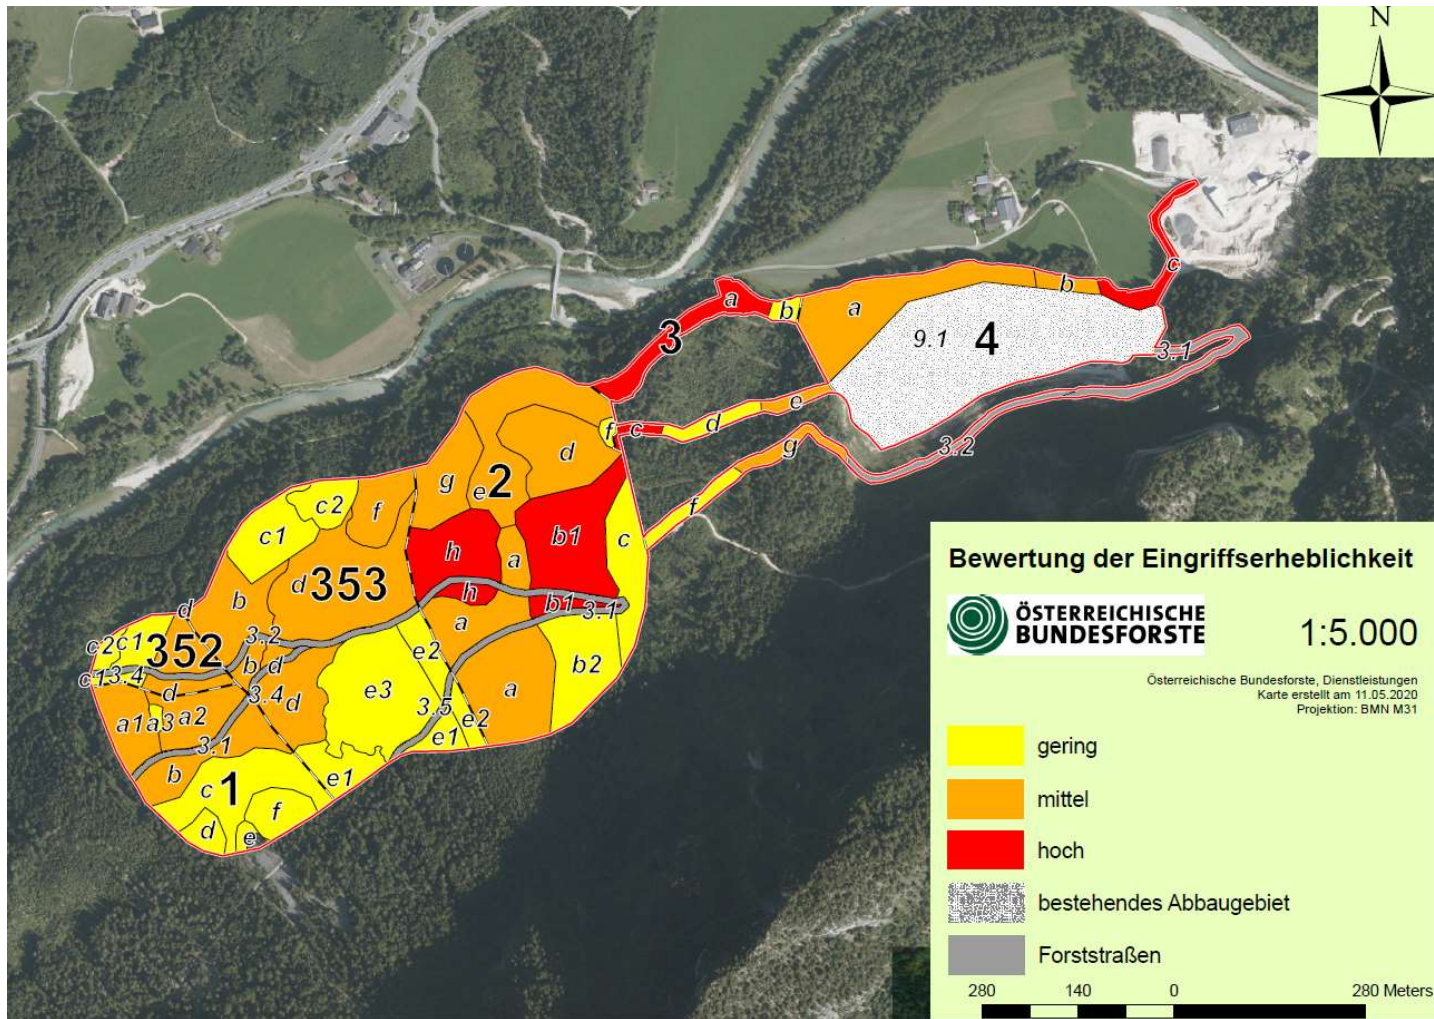 N
a
b
c
a
b
3
9.1
4
3.1
e
d
c
f
3.2
g
d
f
g
e
2
c2
f
c1
h
b1
c
a
d
353
h
b1
3.1
b
d
a
3.2
352
c2
c1
e2
b2
b
d
c1
3.4
d
3.4
d
e3
a
a1
a3
a2
3.5
e2
3.1
e1
b
c
1
e1
f
d
e
Bewertung der Eingriffserheblichkeit
ÖSTERREICHISCHE
BUNDESFORSTE
1:5.000
Österreichische Bundesforste, Dienstleistungen
Karte erstellt am 11.05.2020
Projektion: BMN M31
gering
mittel
hoch
bestehendes Abbaugebiet
Forststraßen
280 140 0 280 Meters